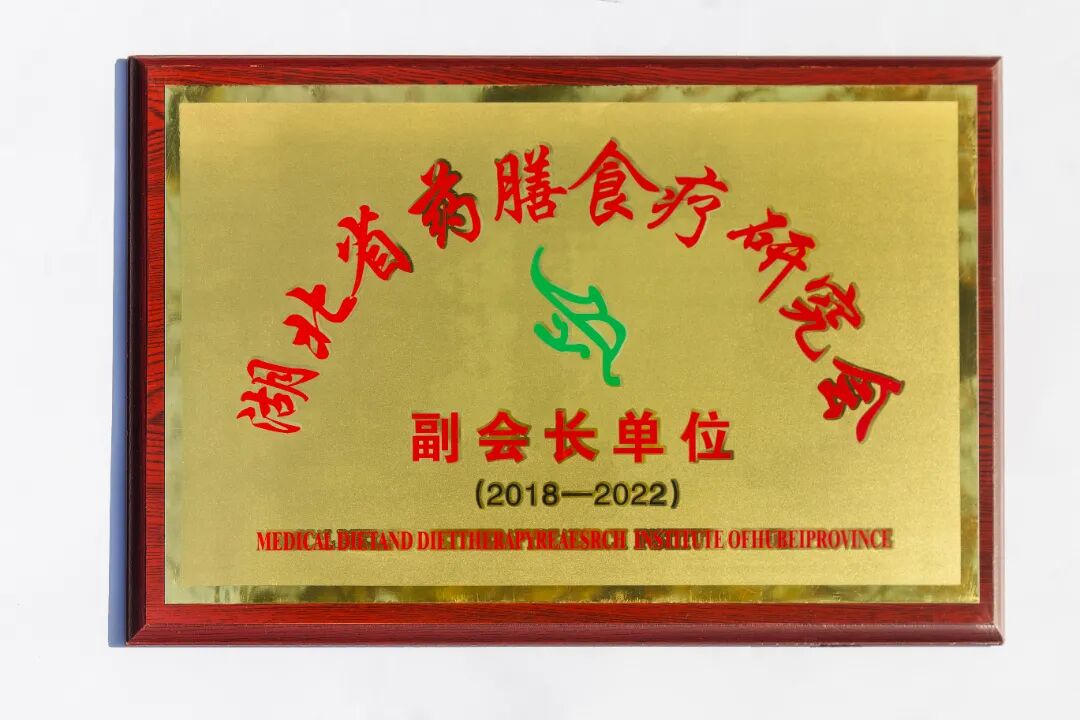 湖北省药膳食疗研究会
副会长单位
(2018—2022)
MEDICAL DIETAND DIETTHERAPYREAESRCH INSTITUTE OFHUBEIPROVINCE